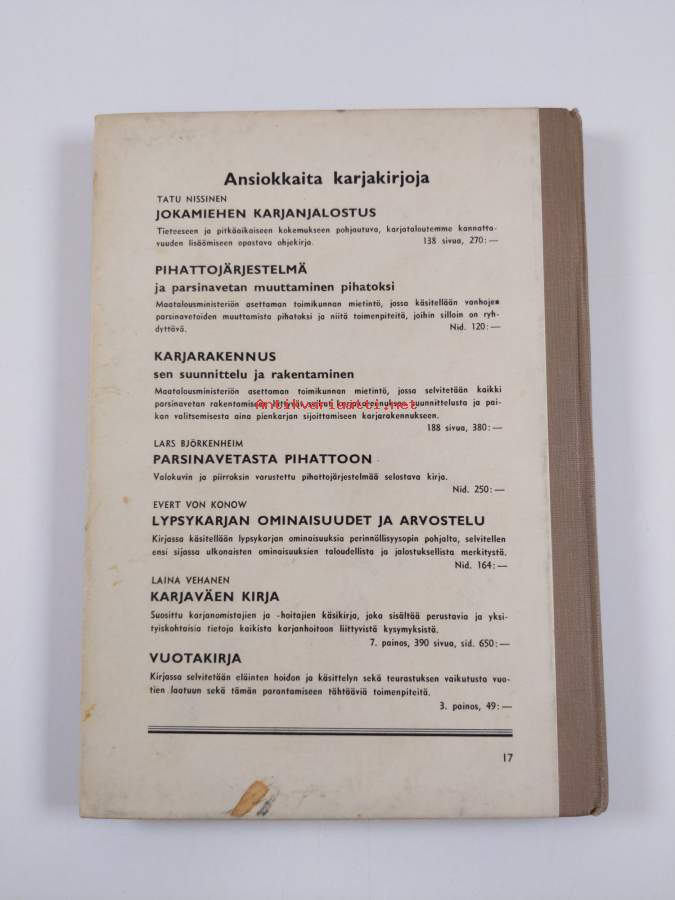 Ansiokkaita karjakirjoja
TATU NISSINEN
JOKAMIEHEN KARJANJALOSTUS
Tieteeseen ja pitkäaikaiseen kokemukseen pohjautuva, karjataloutemme kannatta-
vuuden lisäämiseen opastava ohjekirja. 138 sivua, 270:—
PIHATTOJÄRJESTELMÄ
ja parsinavetan muuttaminen pihatoksi
Maatalousministeriön asettaman toimikunnan mietintö, jossa käsitellään vanhojen
parsinavetoiden muuttamista pihatoksi ja niitä toimenpiteitä, joihin silloin on ryh-
dyttävä. Nid. 120:—
KARJARAKENNUS
sen suunnittelu ja rakentaminen
Maatalousministeriön asettaman toimikunnan mietintö, jossa selvitetään kaikki
parsinavetan rakentamiseen karjarakennuksen suunnittelusta ja pai-
kan valitsemisesta aina pienkarjan sijoittamiseen karjarakennukseen.
188 sivua, 380:—
Antikvariaatti.net
LARS BJÖRKENHEIM
PARSINAVETASTA PIHATTOON
Valokuvin ja piirroksin varustettu pihattojärjestelmää selostava kirja.
Nid. 250:—
EVERT VON KONOW
LYPSYKARJAN OMINAISUUDET JA ARVOSTELU
Kirjassa käsitellään lypsykarjan ominaisuuksia perinnöllisyysopin pohjalta, selvitellen
ensi sijassa ulkonaisten ominaisuuksien taloudellista ja jalostuksellista merkitystä.
Nid. 164:—
LAINA VEHANEN
KARJAVÄEN KIRJA
Suosittu karjanomistajien ja -hoitajien käsikirja, joka sisältää perustavia ja yksi-
tyiskohtaisia tietoja kaikista karjanhoitoon liittyvistä kysymyksistä.
7. painos, 390 sivua, sid. 650:—
VUOTAKIRJA
Kirjassa selvitetään eläinten hoidon ja käsittelyn sekä teurastuksen vaikutusta vuo-
tien laatuun sekä tämän parantamiseen tähtääviä toimenpiteitä.
3. painos, 49:—
17